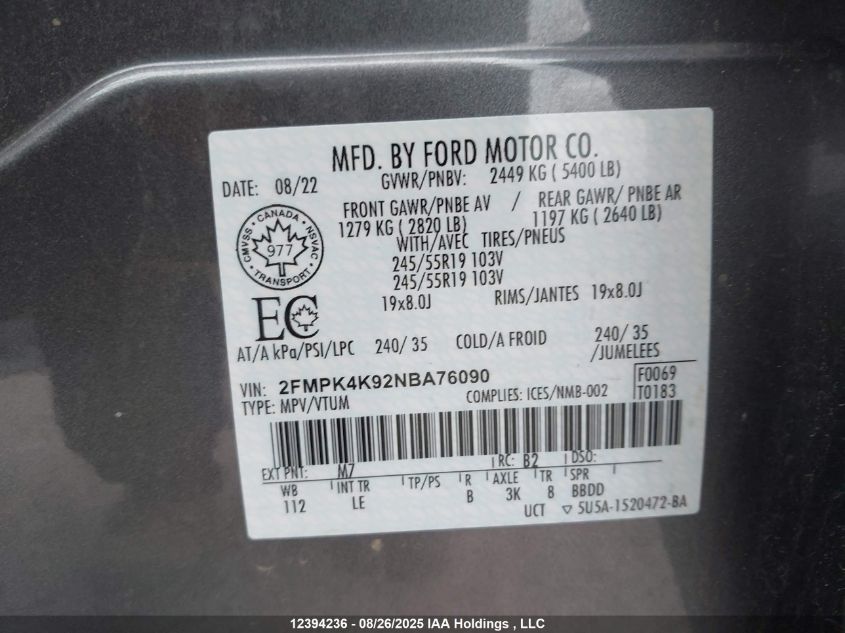 MFD. BY FORD MOTOR CO.
DATE: 08/22 GVWR/PNBV: 2449 KG ( 5400 LB)
FRONT GAWR/PNBE AV / REAR GAWR/ PNBE AR
1279 KG ( 2820 LB) 1197 KG ( 2640 LB)
WITH/AVEC TIRES/PNEUS
245/55R19 103V
245/55R19 103V
19x8.0J RIMS/JANTES 19x8.0J
CMVSS • CANADA • NSVAC
977
• TRANSPORT •
EC
AT/A kPa/PSI/LPC 240/ 35 COLD/A FROID 240/ 35
/JUMELEES
VIN: 2FMPK4K92NBA76090 F0069
TYPE: MPV/VTUM COMPLIES: ICES/NMB-002 T0183
EXT PNT: M7 RC: B2 DSO:
WB INT TR TP/PS R AXLE TR SPR
112 LE B 3K 8 BBDD
UCT ▽ 5U5A-1520472-BA
12394236 - 08/26/2025 IAA Holdings , LLC